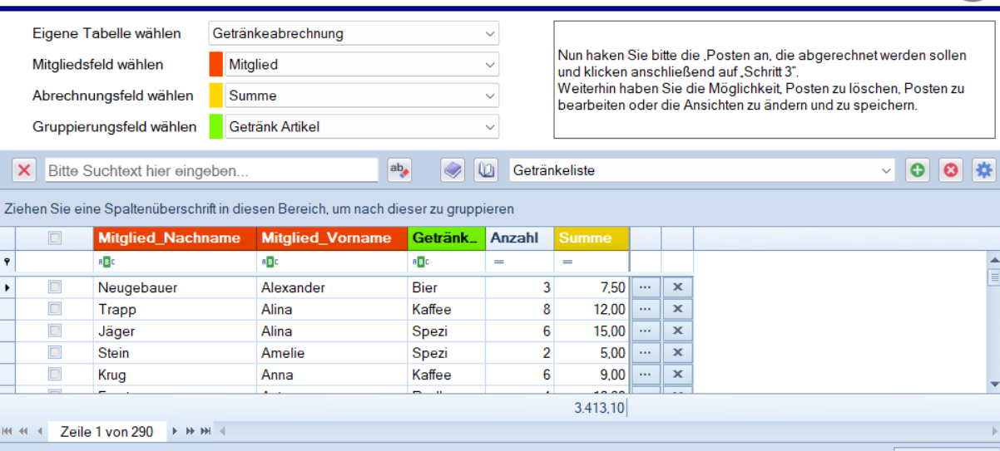 Eigene Tabelle wählen Getränkeabrechnung
Mitgliedsfeld wählen Mitglied
Abrechnungsfeld wählen Summe
Gruppierungsfeld wählen Getränk Artikel
Nun haken Sie bitte die ‚Posten an, die abgerechnet werden sollen
und klicken anschließend auf „Schritt 3“.
Weiterhin haben Sie die Möglichkeit, Posten zu löschen, Posten zu
bearbeiten oder die Ansichten zu ändern und zu speichern.
Bitte Suchtext hier eingeben... Getränkeliste
Ziehen Sie eine Spaltenüberschrift in diesen Bereich, um nach dieser zu gruppieren
Mitglied_Nachname Mitglied_Vorname Getränk_ Anzahl Summe
Neugebauer Alexander Bier 3 7,50
Trapp Alina Kaffee 8 12,00
Jäger Alina Spezi 6 15,00
Stein Amelie Spezi 2 5,00
Krug Anna Kaffee 6 9,00
3.413,10
Zeile 1 von 290